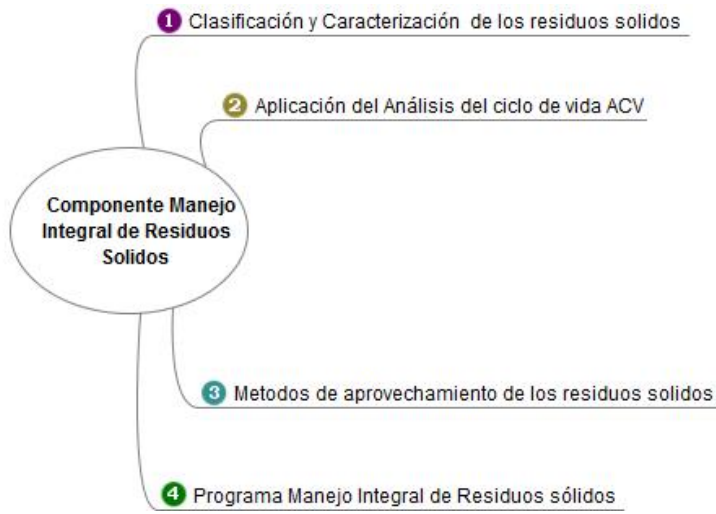 1 Clasificación y Caracterización de los residuos solidos
2 Aplicación del Análisis del ciclo de vida ACV
Componente Manejo
Integral de Residuos
Solidos
3 Metodos de aprovechamiento de los residuos solidos
4 Programa Manejo Integral de Residuos sólidos